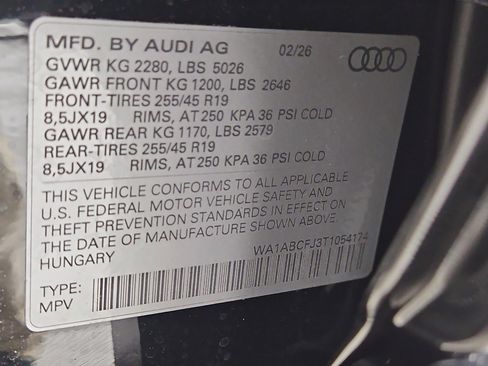 MFD. BY AUDI AG 02/26
GVWR KG 2280, LBS 5026
GAWR FRONT KG 1200, LBS 2646
FRONT-TIRES 255/45 R19
8,5JX19 RIMS, AT 250 KPA 36 PSI COLD
GAWR REAR KG 1170, LBS 2579
REAR-TIRES 255/45 R19
8,5JX19 RIMS, AT 250 KPA 36 PSI COLD
THIS VEHICLE CONFORMS TO ALL APPLICABLE
U.S. FEDERAL MOTOR VEHICLE SAFETY AND
THEFT PREVENTION STANDARDS IN EFFECT ON
THE DATE OF MANUFACTURE SHOWN ABOVE.
HUNGARY WA1ABCFJ3T1054174
TYPE:
MPV